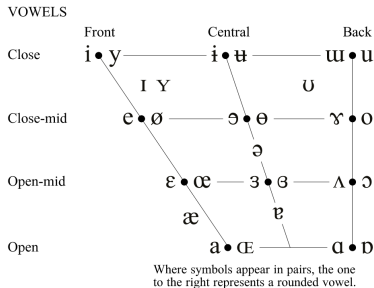 VOWELS
Front Central Back
Close i y ɨ ʉ ɯ u
ɪ ʏ ʊ
Close-mid e ø ɘ ɵ ɤ o
ə
Open-mid ɛ œ ɜ ɞ ʌ ɔ
æ ɐ
Open a ɶ ɑ ɒ
Where symbols appear in pairs, the one
to the right represents a rounded vowel.